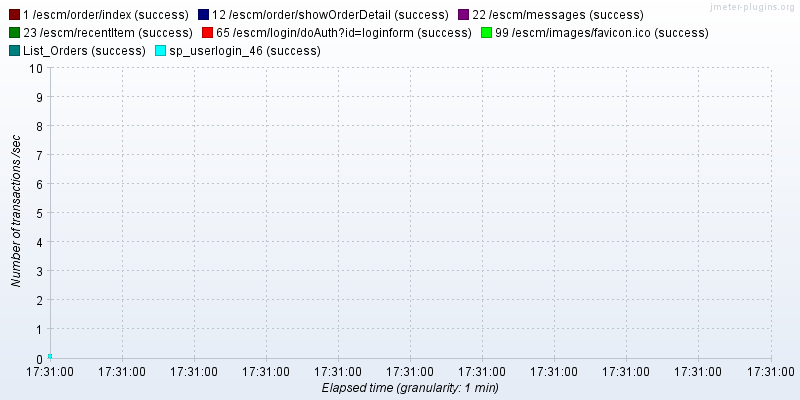 jmeter-plugins.org
1 /escm/order/index (success) 12 /escm/order/showOrderDetail (success) 22 /escm/messages (success)
23 /escm/recentItem (success) 65 /escm/login/doAuth?id=loginform (success) 99 /escm/images/favicon.ico (success)
List_Orders (success) sp_userlogin_46 (success)
10
9
8
7
6
5
4
3
2
1
0
Number of transactions /sec
17:31:00 17:31:00 17:31:00 17:31:00 17:31:00 17:31:00 17:31:00 17:31:00 17:31:00 17:31:00 17:31:00
Elapsed time (granularity: 1 min)